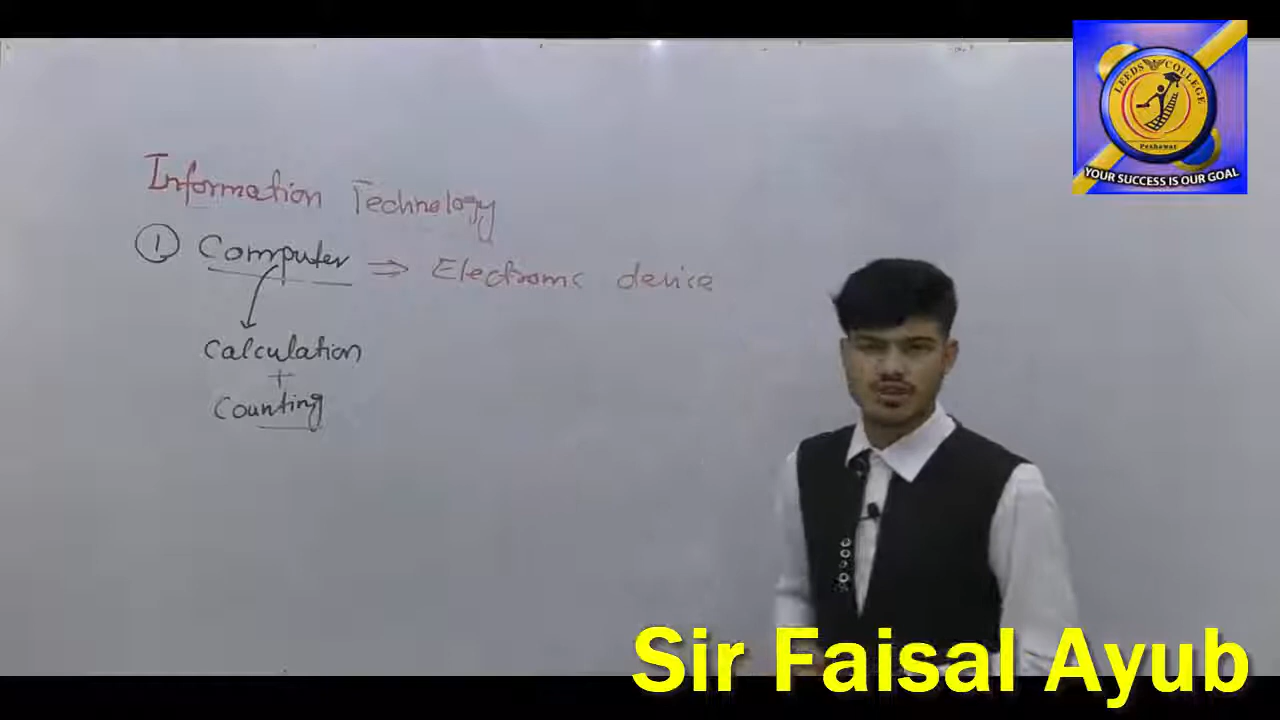 LEEDS COLLEGE
Peshawar
YOUR SUCCESS IS OUR GOAL
Information Technology
① Computer ⇒ Electronic device
Calculation
+
Counting
Sir Faisal Ayub